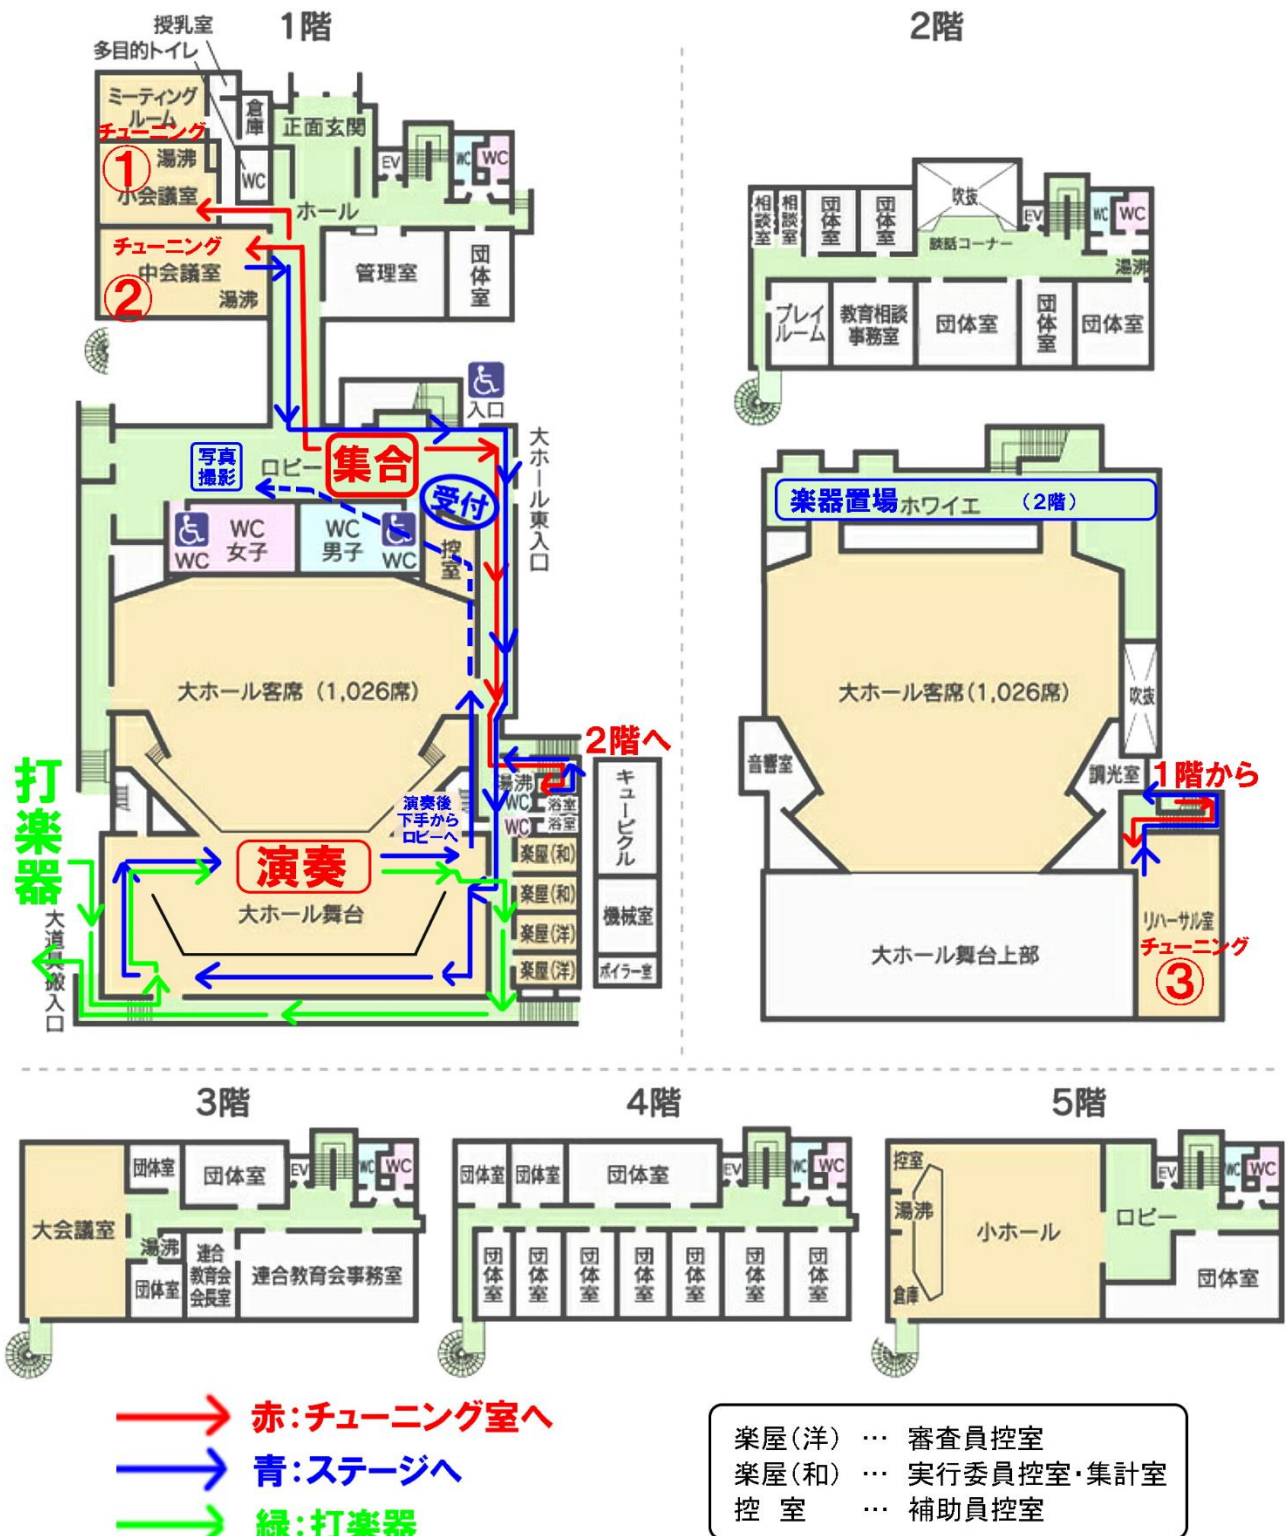 1階
授乳室
多目的トイレ
ミーティング
ルーム
倉庫
正面玄関
チューニング
①
湯沸
小会議室
WC
EV
WC
WC
ホール
チューニング
中会議室
②
湯沸
管理室
団体室
入口
写真
撮影
ロビー
集合
受付
大ホール東入口
WC
WC
女子
WC
男子
WC
控室
大ホール客席（1,026席）
2階へ
湯沸
WC
浴室
WC
浴室
キュービクル
打楽器
演奏後
下手から
ロビーへ
演奏
楽屋(和)
楽屋(和)
大ホール舞台
機械室
楽屋(洋)
楽屋(洋)
ボイラー室
大道具搬入口
2階
相談室
相談室
団体室
団体室
吹抜
EV
WC
WC
談話コーナー
湯沸
プレイ
ルーム
教育相談
事務室
団体室
団体室
団体室
楽器置場
ホワイエ
（2階）
大ホール客席(1,026席)
吹抜
音響室
調光室
1階から
大ホール舞台上部
リハーサル室
チューニング
③
3階
団体室
団体室
EV
WC
WC
大会議室
湯沸
団体室
連合
教育会
会長室
連合教育会事務室
4階
団体室
団体室
団体室
EV
WC
WC
団体室
団体室
団体室
団体室
団体室
団体室
団体室
5階
控室
湯沸
倉庫
小ホール
ロビー
EV
WC
WC
団体室
赤:チューニング室へ
青:ステージへ
緑:打楽器
楽屋(洋) … 審査員控室
楽屋(和) … 実行委員控室・集計室
控 室 … 補助員控室